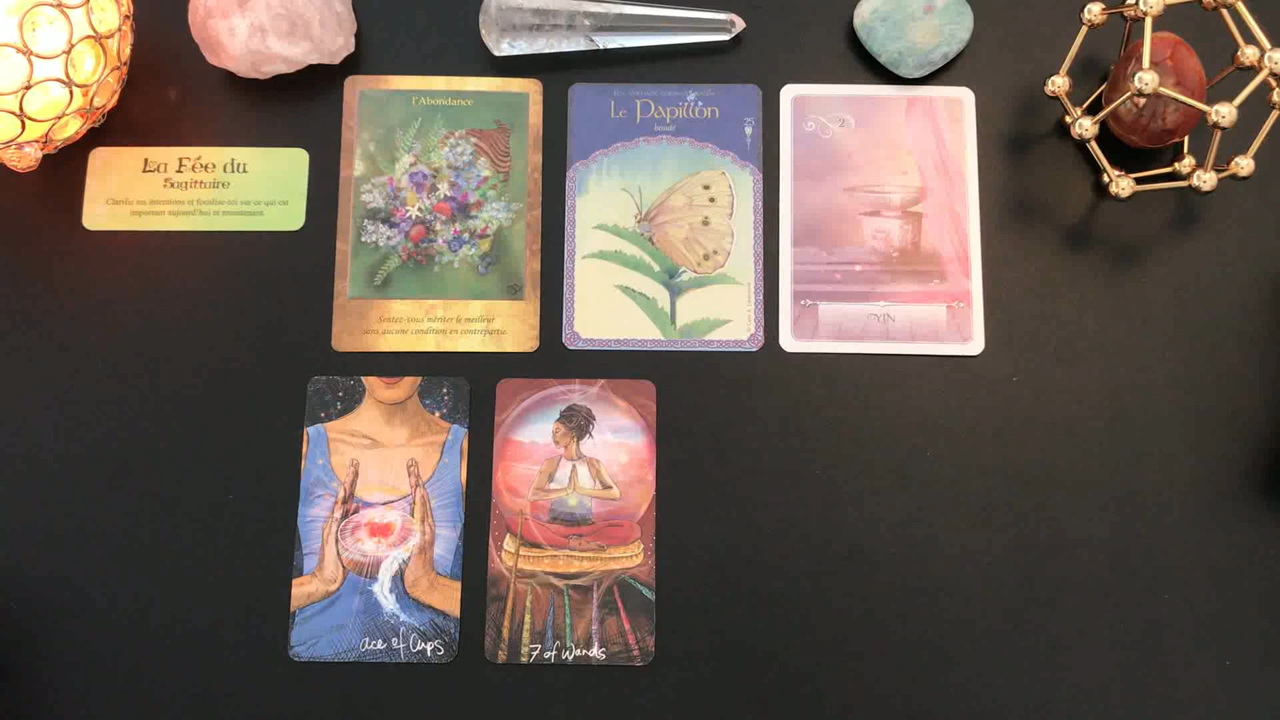 La Fée du
Sagittaire
Clarifie tes intentions et focalise-toi sur ce qui est
important aujourd'hui et maintenant.
l'Abondance
Sentez-vous mériter le meilleur
sans aucune condition en contrepartie.
Le Papillon
beauté
25
2
YIN
ace of Cups
7 of Wands